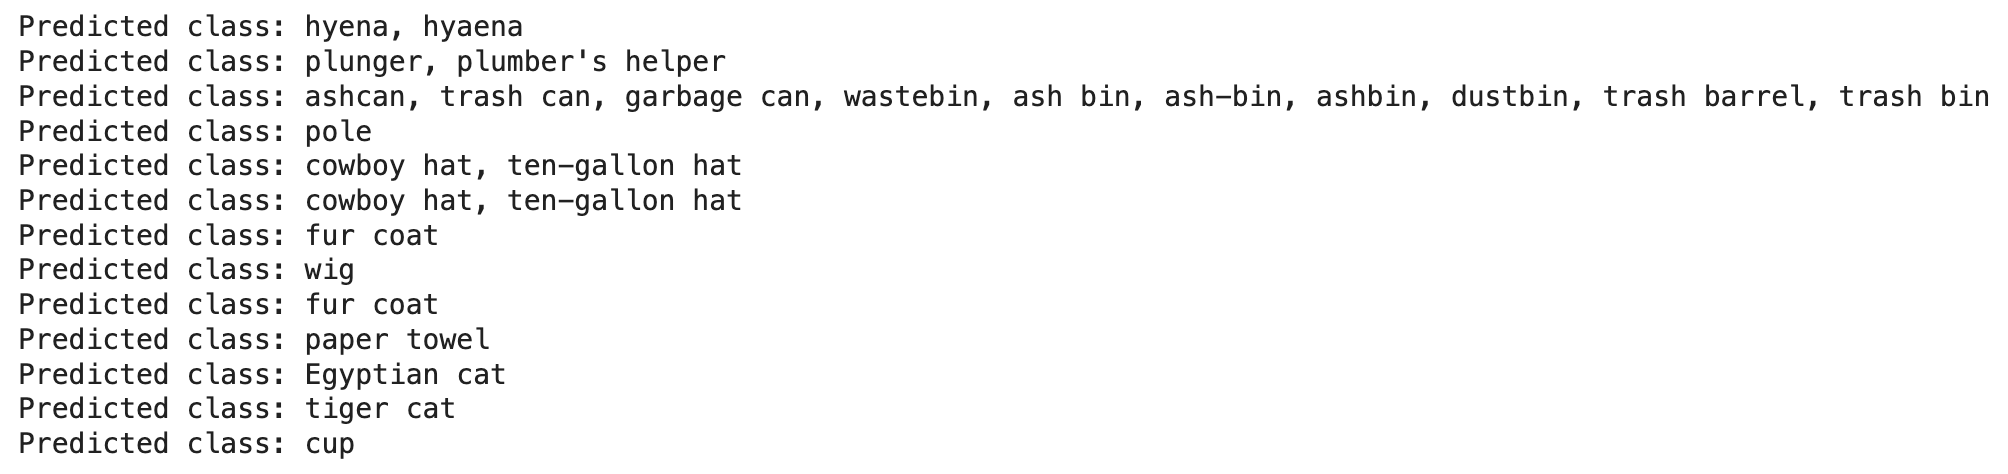 Predicted class: hyena, hyaena
Predicted class: plunger, plumber's helper
Predicted class: ashcan, trash can, garbage can, wastebin, ash bin, ash-bin, ashbin, dustbin, trash barrel, trash bin
Predicted class: pole
Predicted class: cowboy hat, ten-gallon hat
Predicted class: cowboy hat, ten-gallon hat
Predicted class: fur coat
Predicted class: wig
Predicted class: fur coat
Predicted class: paper towel
Predicted class: Egyptian cat
Predicted class: tiger cat
Predicted class: cup